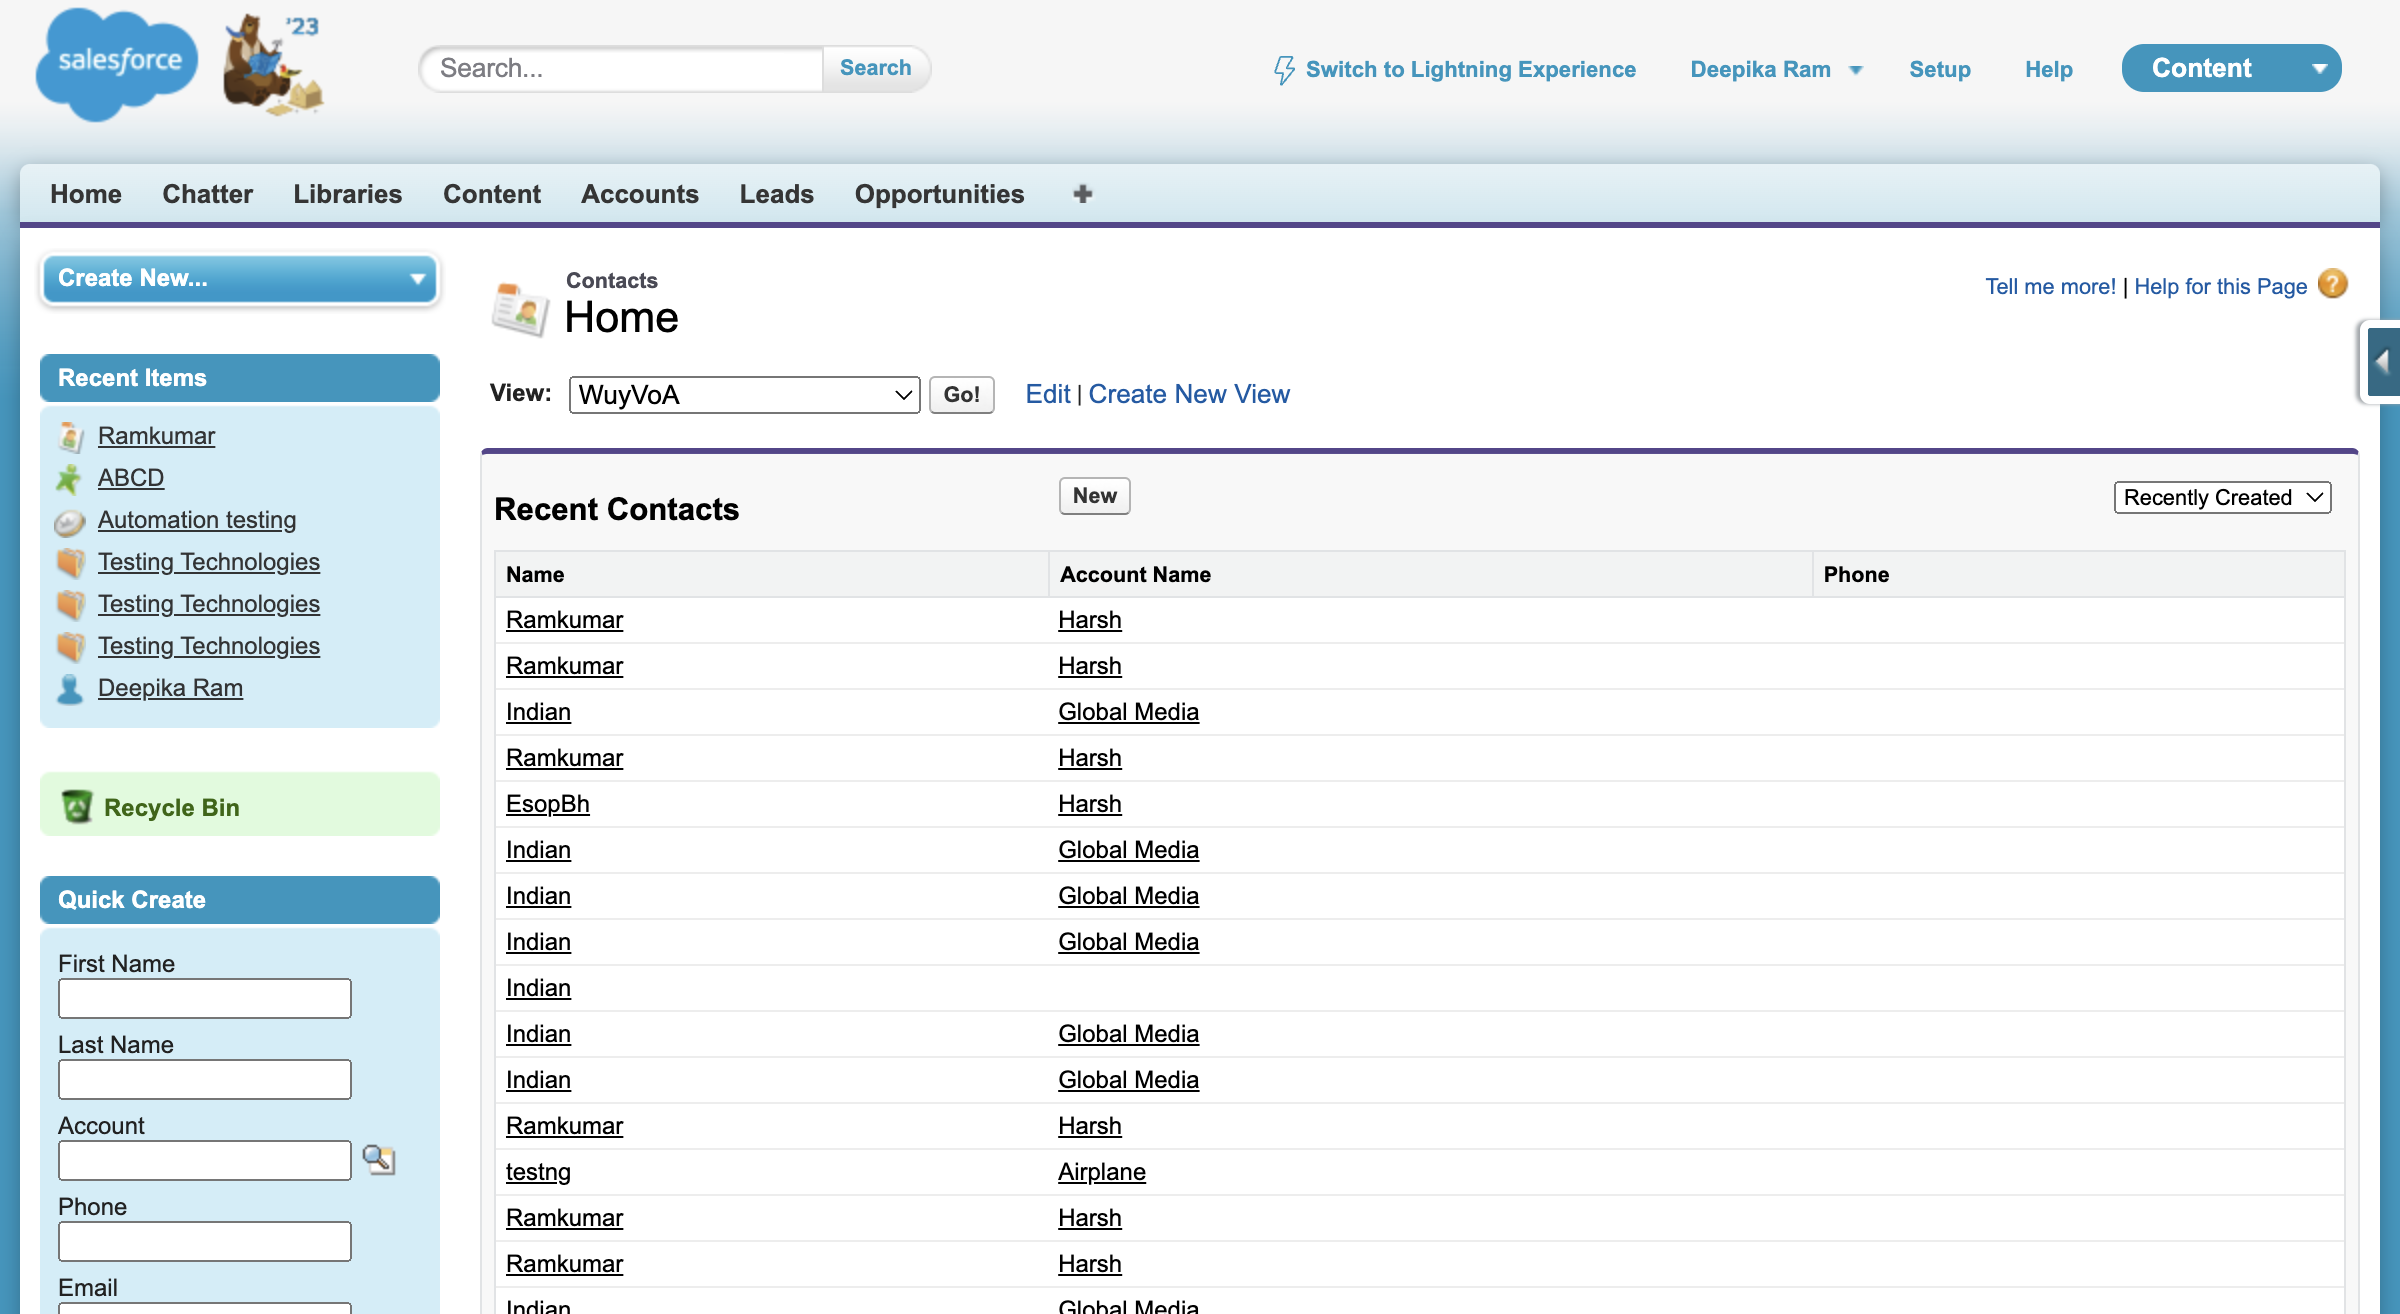 salesforce
'23
Search...
Search
Switch to Lightning Experience
Deepika Ram
Setup
Help
Content
Home
Chatter
Libraries
Content
Accounts
Leads
Opportunities
Create New...
Recent Items
Ramkumar
ABCD
Automation testing
Testing Technologies
Testing Technologies
Testing Technologies
Deepika Ram
Recycle Bin
Quick Create
First Name
Last Name
Account
Phone
Email
Contacts
Home
Tell me more! | Help for this Page ?
View: WuyVoA Go! Edit | Create New View
Recent Contacts New Recently Created
Name Account Name Phone
Ramkumar Harsh
Ramkumar Harsh
Indian Global Media
Ramkumar Harsh
EsopBh Harsh
Indian Global Media
Indian Global Media
Indian Global Media
Indian
Indian Global Media
Indian Global Media
Ramkumar Harsh
testng Airplane
Ramkumar Harsh
Ramkumar Harsh
Indian Global Media